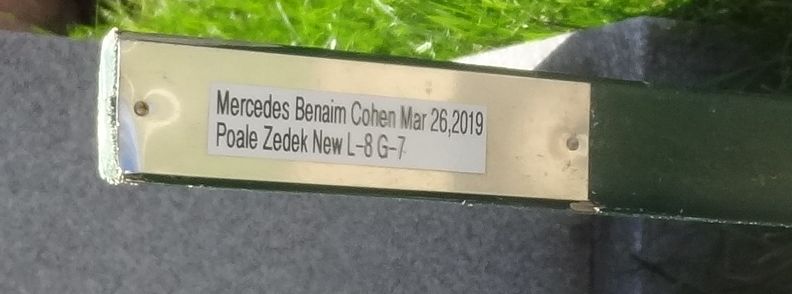 Mercedes Benaim Cohen Mar 26,2019
Poale Zedek New L-8 G-7